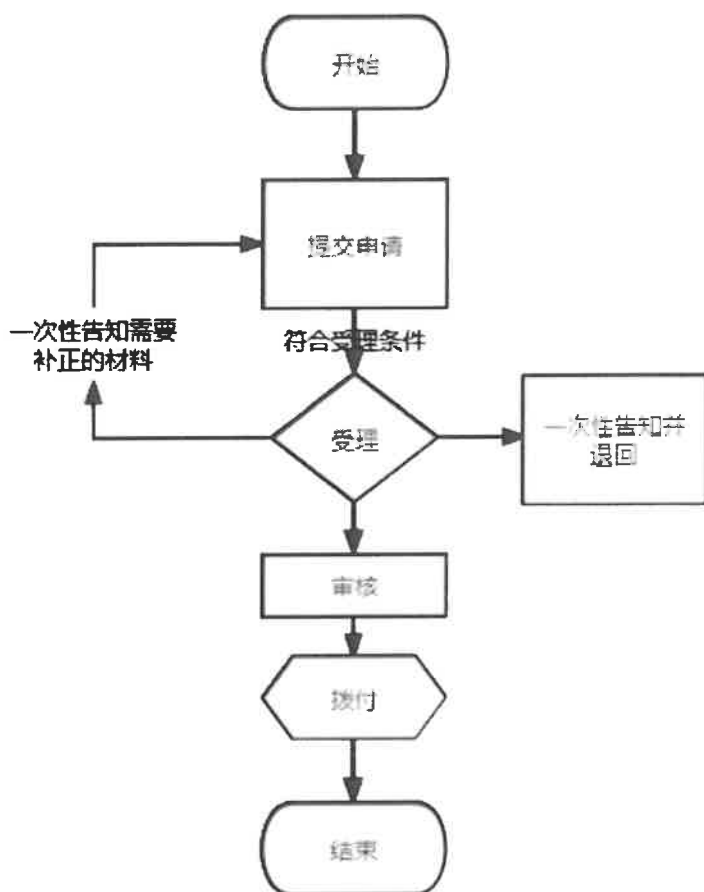 开始
提交申请
一次性告知需要
补正的材料
符合受理条件
受理
一次性告知并
退回
审核
拨付
结束